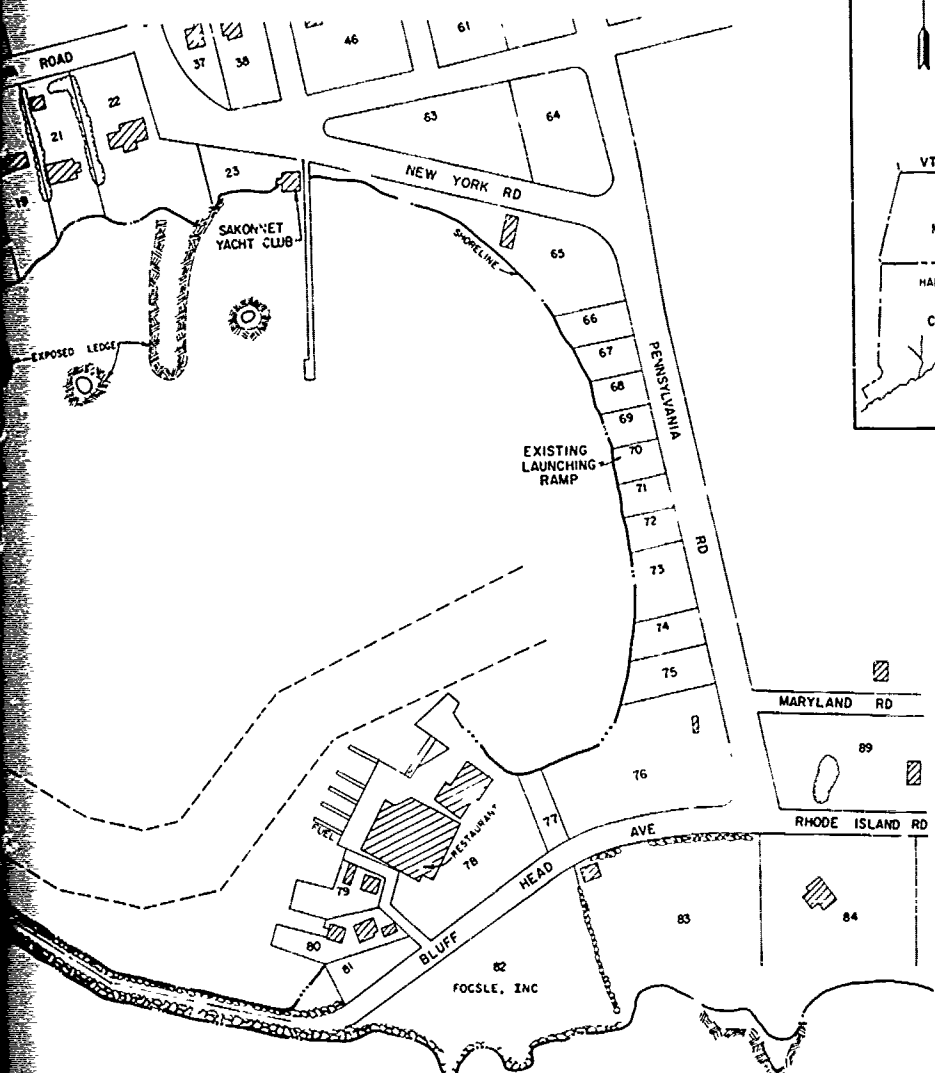 ROAD
37
38
46
61
22
21
63
64
19
23
NEW YORK RD
VT
SAKONNET
YACHT CLUB
SHORELINE
65
HA
C
66
EXPOSED LEDGE
67
PENNSYLVANIA
RD
68
69
EXISTING
LAUNCHING
RAMP
70
71
72
73
74
75
MARYLAND RD
89
76
RHODE ISLAND RD
77
FUEL
RESTAURANT
78
BLUFF HEAD AVE
79
80
81
82
FOCSLE, INC
83
84